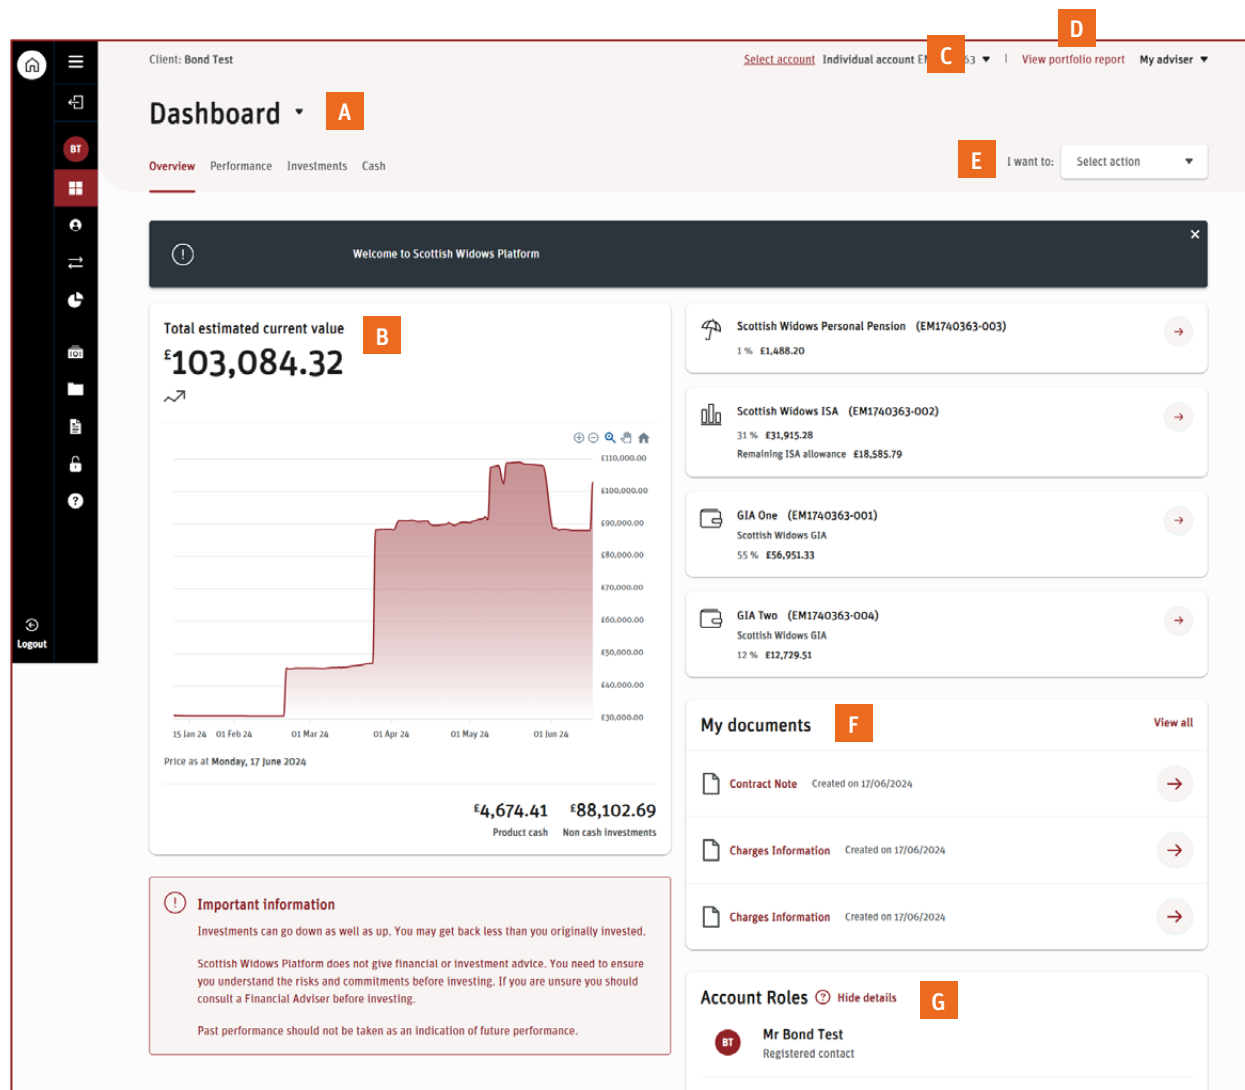 D
Client: Bond Test
Select account Individual account C 63 | View portfolio report My adviser
Dashboard A
BT
Overview Performance Investments Cash
E I want to: Select action
Welcome to Scottish Widows Platform
Total estimated current value B
£103,084.32
£110,000.00
£100,000.00
£90,000.00
£80,000.00
£70,000.00
£60,000.00
£50,000.00
£40,000.00
£30,000.00
15 Jan 24 01 Feb 24 01 Mar 24 01 Apr 24 01 May 24 01 Jun 24
Price as at Monday, 17 June 2024
£4,674.41 £88,102.69
Product cash Non cash investments
Logout
Important information
Investments can go down as well as up. You may get back less than you originally invested.
Scottish Widows Platform does not give financial or investment advice. You need to ensure
you understand the risks and commitments before investing. If you are unsure you should
consult a Financial Adviser before investing.
Past performance should not be taken as an indication of future performance.
Scottish Widows Personal Pension (EM1740363-003)
1 % £1,488.20
Scottish Widows ISA (EM1740363-002)
31 % £31,915.28
Remaining ISA allowance £18,585.79
GIA One (EM1740363-001)
Scottish Widows GIA
55 % £56,951.33
GIA Two (EM1740363-004)
Scottish Widows GIA
12 % £12,729.51
My documents F View all
Contract Note Created on 17/06/2024
Charges Information Created on 17/06/2024
Charges Information Created on 17/06/2024
Account Roles ? Hide details G
BT Mr Bond Test
Registered contact